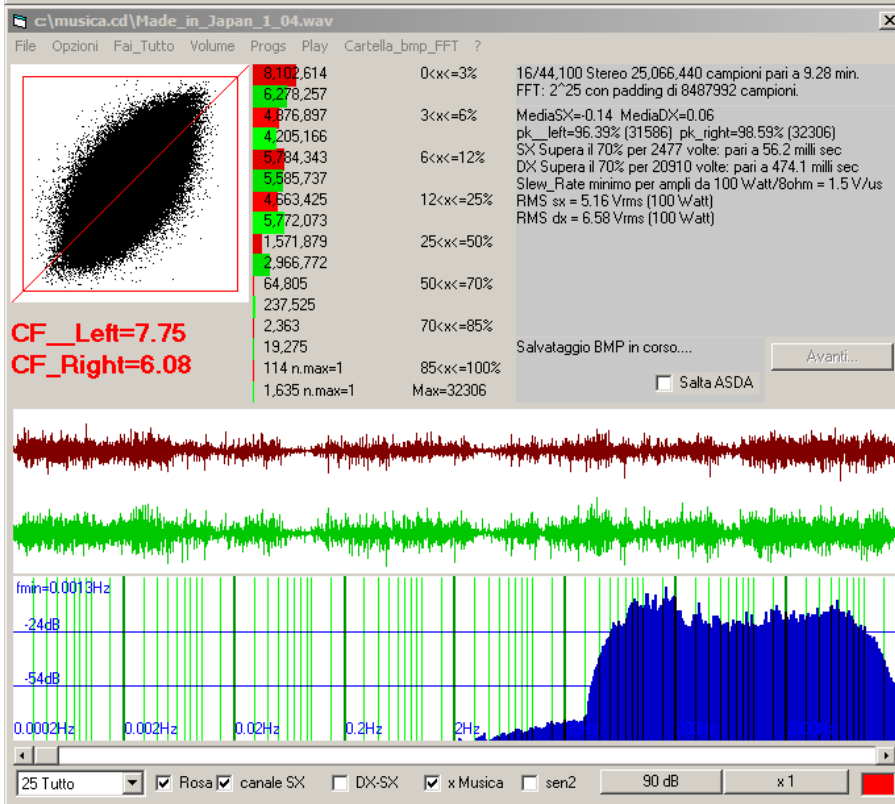 c:\musica.cd\Made_in_Japan_1_04.wav
File Opzioni Fai_Tutto Volume Progs Play Cartella_bmp_FFT ?
8,102,614 0<x<=3%
6,278,257
4,876,897 3<x<=6%
4,205,166
5,784,343 6<x<=12%
5,585,737
4,663,425 12<x<=25%
5,772,073
1,571,879 25<x<=50%
2,966,772
64,805 50<x<=70%
237,525
2,363 70<x<=85%
19,275
114 n.max=1 85<x<=100%
1,635 n.max=1 Max=32306
16/44,100 Stereo 25,066,440 campioni pari a 9.28 min.
FFT: 2^25 con padding di 8487992 campioni.
MediaSX=-0.14 MediaDX=0.06
pk__left=96.39% (31586) pk_right=98.59% (32306)
SX Supera il 70% per 2477 volte: pari a 56.2 milli sec
DX Supera il 70% per 20910 volte: pari a 474.1 milli sec
Slew_Rate minimo per ampli da 100 Watt/8ohm = 1.5 V/us
RMS sx = 5.16 Vrms (100 Watt)
RMS dx = 6.58 Vrms (100 Watt)
CF__Left=7.75
CF_Right=6.08
Salvataggio BMP in corso....
Avanti...
Salta ASDA
fmin=0.0013Hz
-24dB
-54dB
0.0002Hz 0.002Hz 0.02Hz 0.2Hz 2Hz
25 Tutto Rosa canale SX DX-SX x Musica sen2 90 dB x 1